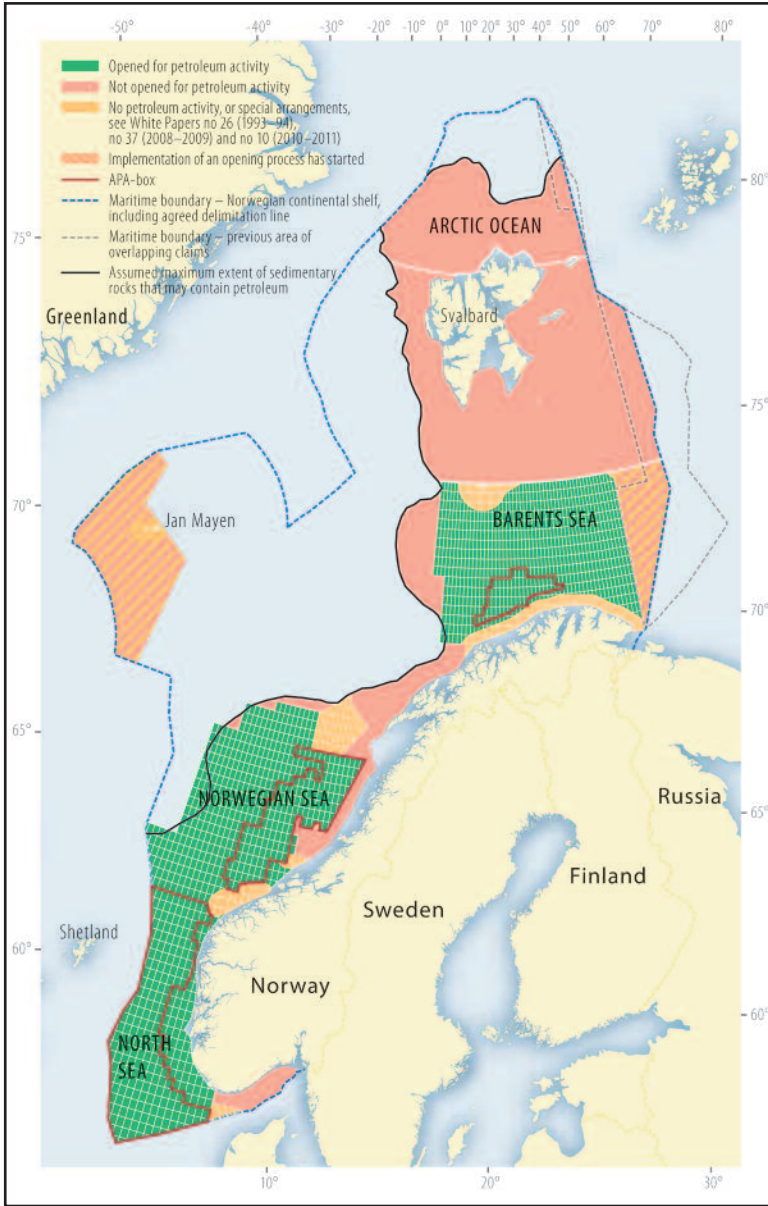 -50° -40° -30° -20° -10° 0° 10° 20° 30° 40° 50° 60° 70°
Opened for petroleum activity
Not opened for petroleum activity
No petroleum activity, or special arrangements,
see White Papers no 26 (1993–94),
no 37 (2008–2009) and no 10 (2010–2011)
Implementation of an opening process has started
APA-box
Maritime boundary – Norwegian continental shelf,
including agreed delimitation line
Maritime boundary – previous area of
overlapping claims
Assumed maximum extent of sedimentary
rocks that may contain petroleum
80°
ARCTIC OCEAN
75°
Greenland
Svalbard
75°
70°
Jan Mayen
BARENTS SEA
70°
65°
NORWEGIAN SEA
Russia
65°
Finland
Sweden
Shetland
60°
Norway
60°
NORTH
SEA
10° 20° 30°